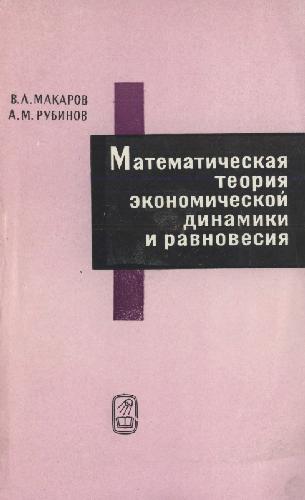 В.Л. МАКАРОВ
А.М. РУБИНОВ
Математическая
теория
экономической
динамики
и равновесия